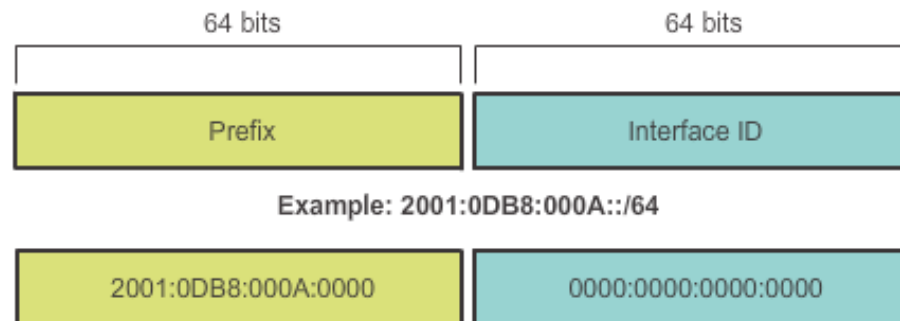 64 bits 64 bits
Prefix Interface ID
Example: 2001:0DB8:000A::/64
2001:0DB8:000A:0000 0000:0000:0000:0000